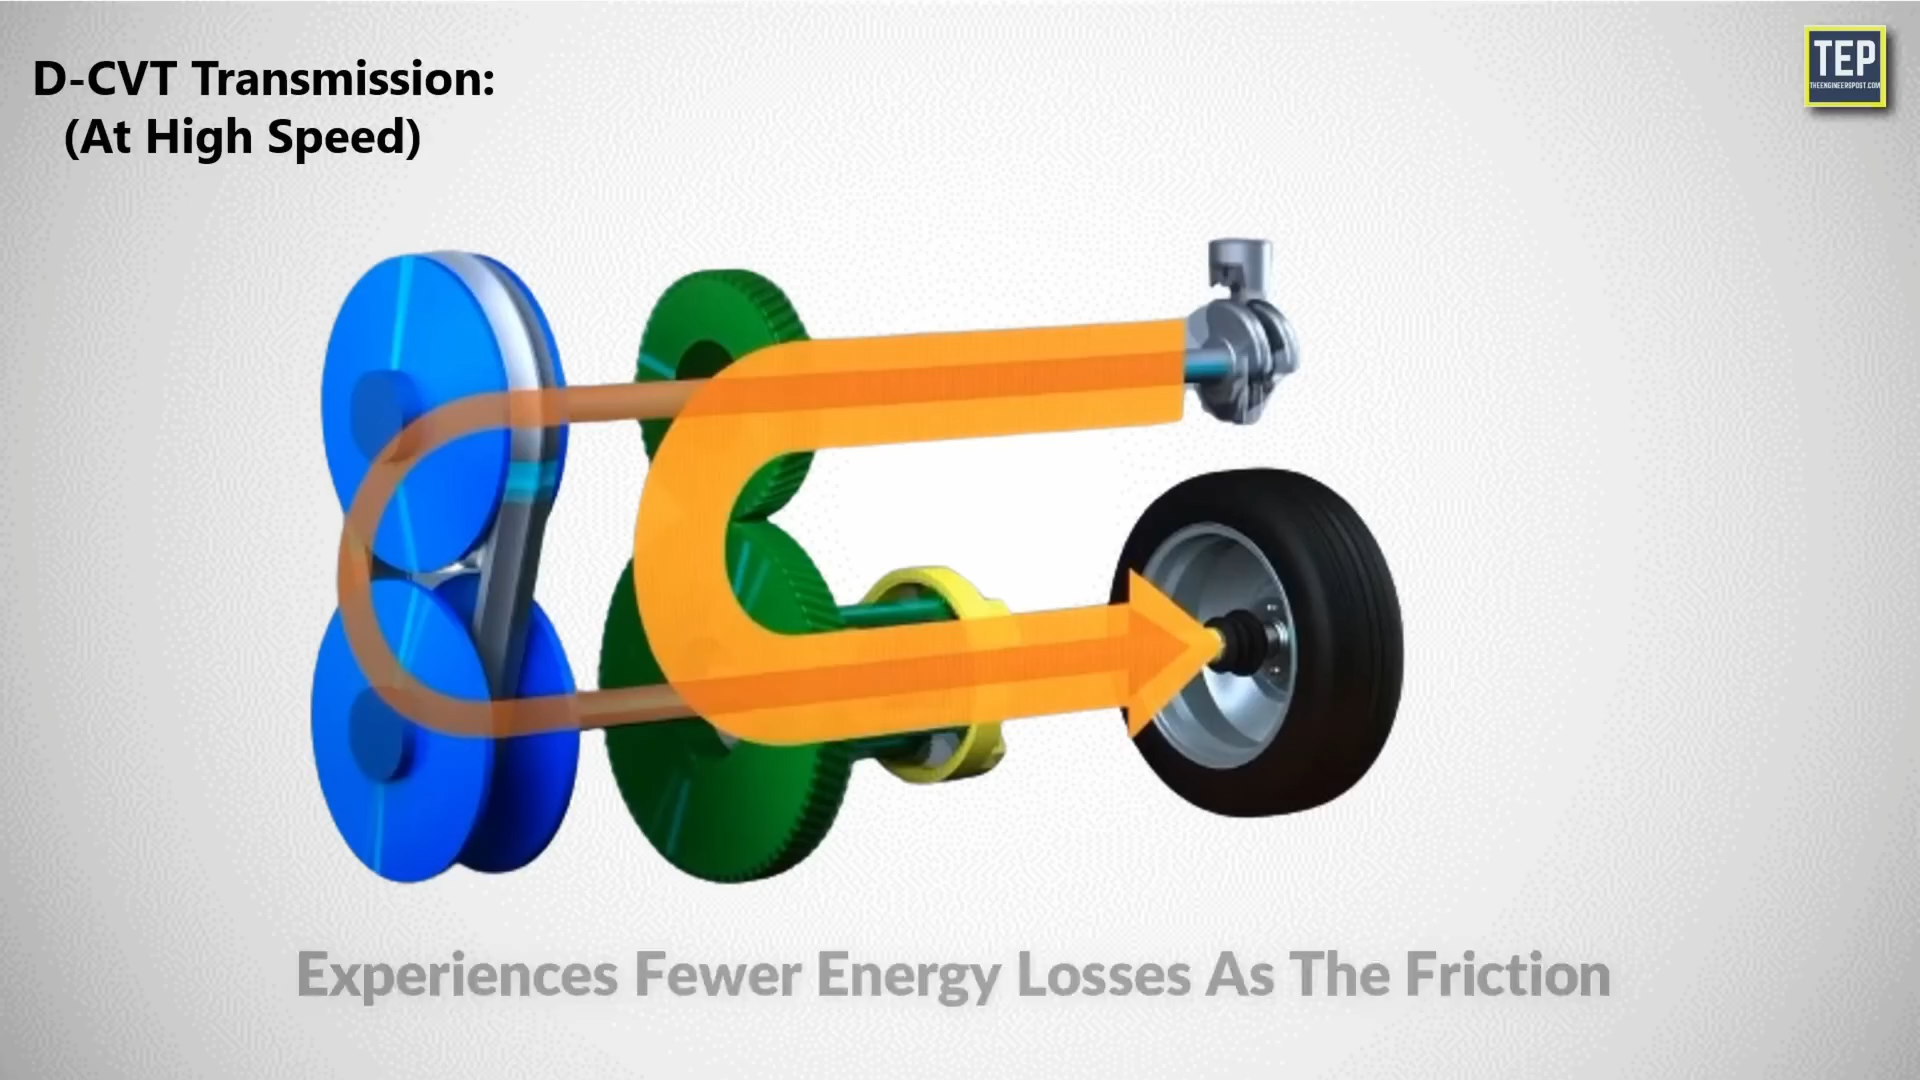 D-CVT Transmission:
(At High Speed)
TEP
THEENGINEERSPOST.COM
Experiences Fewer Energy Losses As The Friction